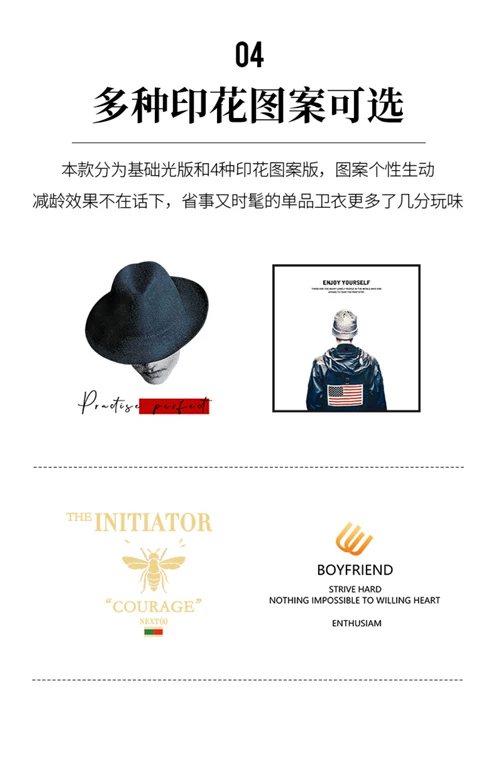 04
多种印花图案可选
本款分为基础光版和4种印花图案版，图案个性生动
减龄效果不在话下，省事又时髦的单品卫衣更多了几分玩味
Practise perfect
ENJOY YOURSELF
THE INITIATOR
“COURAGE”
BOYFRIEND
STRIVE HARD
NOTHING IMPOSSIBLE TO WILLING HEART
ENTHUSIAM